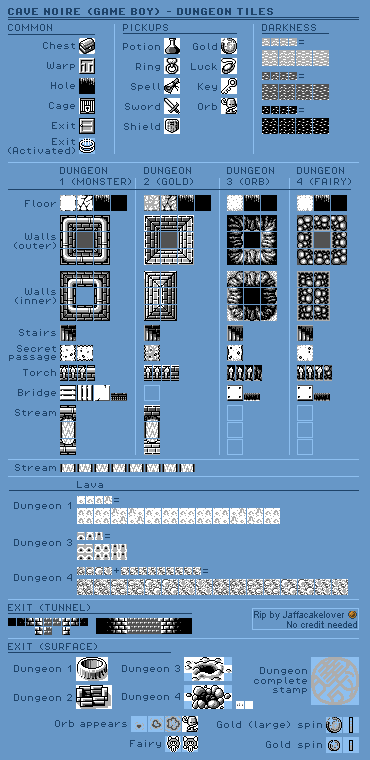 CAVE NOIRE (GAME BOY) - DUNGEON TILES
COMMON
Chest
Warp
Hole
Cage
Exit
Exit
(Activated)
PICKUPS
Potion
Ring
Spell
Sword
Shield
Gold
Luck
Key
Orb
DARKNESS
=
=
=
DUNGEON
1 (MONSTER)
DUNGEON
2 (GOLD)
DUNGEON
3 (ORB)
DUNGEON
4 (FAIRY)
Floor
Walls
(outer)
Walls
(inner)
Stairs
Secret
passage
Torch
Bridge
Stream
Stream
Lava
Dungeon 1
=
Dungeon 3
=
Dungeon 4
+
=
EXIT (TUNNEL)
Rip by Jaffacakelover
No credit needed
EXIT (SURFACE)
Dungeon 1
Dungeon 2
Dungeon 3
Dungeon 4
Dungeon
complete
stamp
Orb appears
Fairy
Gold (large) spin
Gold spin